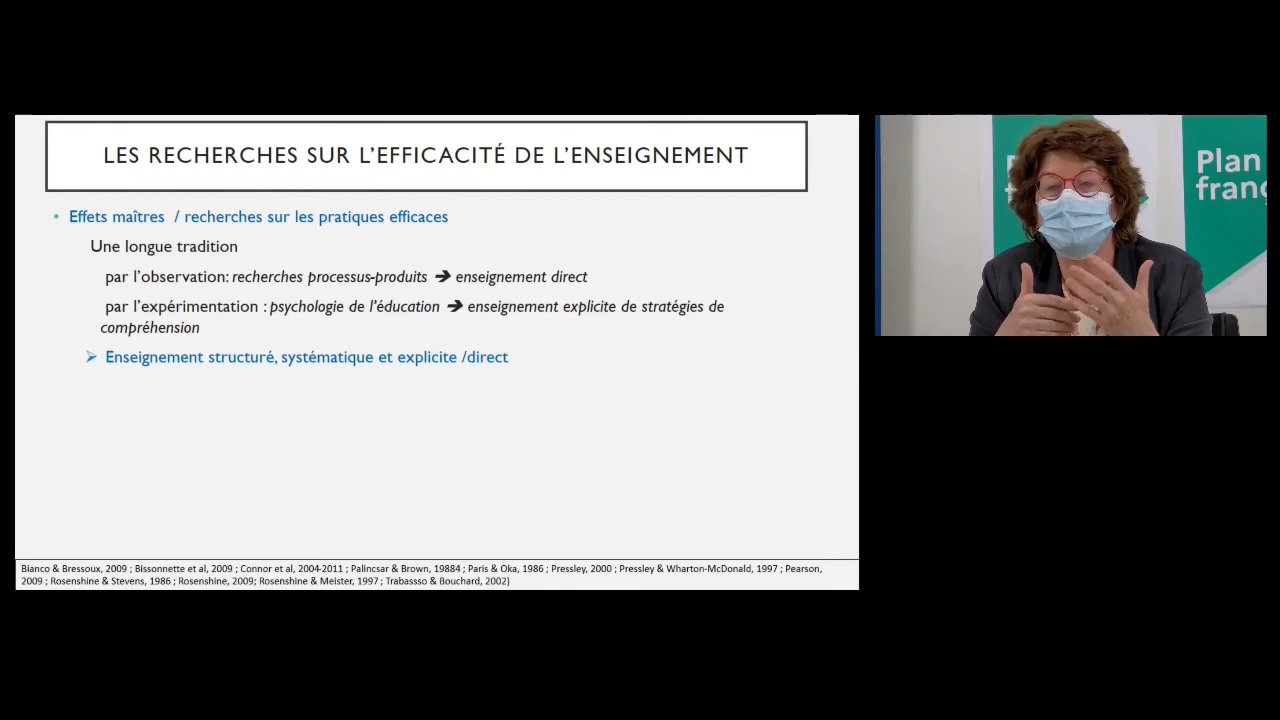 LES RECHERCHES SUR L'EFFICACITÉ DE L'ENSEIGNEMENT
• Effets maîtres / recherches sur les pratiques efficaces
Une longue tradition
par l'observation: recherches processus-produits ➔ enseignement direct
par l'expérimentation : psychologie de l'éducation ➔ enseignement explicite de stratégies de
compréhension
➢ Enseignement structuré, systématique et explicite /direct
Bianco & Bressoux, 2009 ; Bissonnette et al, 2009 ; Connor et al, 2004-2011 ; Palincsar & Brown, 19884 ; Paris & Oka, 1986 ; Pressley, 2000 ; Pressley & Wharton-McDonald, 1997 ; Pearson,
2009 ; Rosenshine & Stevens, 1986 ; Rosenshine, 2009; Rosenshine & Meister, 1997 ; Trabassso & Bouchard, 2002)
Plan
franç